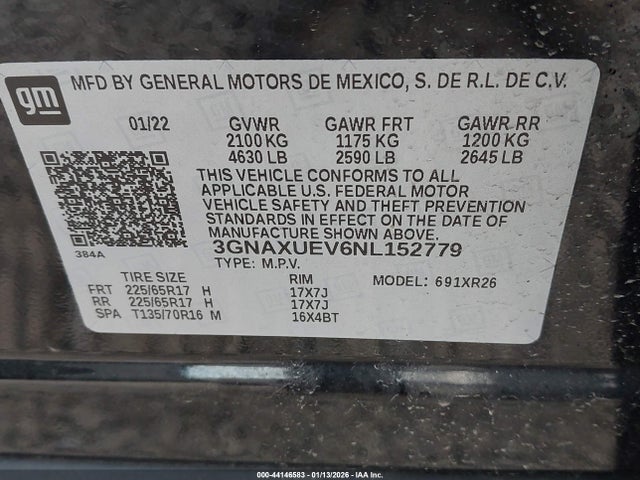 gm
MFD BY GENERAL MOTORS DE MEXICO, S. DE R.L. DE C.V.
01/22 GVWR GAWR FRT GAWR RR
2100 KG 1175 KG 1200 KG
4630 LB 2590 LB 2645 LB
THIS VEHICLE CONFORMS TO ALL
APPLICABLE U.S. FEDERAL MOTOR
VEHICLE SAFETY AND THEFT PREVENTION
STANDARDS IN EFFECT ON THE DATE OF
MANUFACTURE SHOWN ABOVE.
384A 3GNAXUEV6NL152779
TYPE: M.P.V.
TIRE SIZE RIM MODEL: 691XR26
FRT 225/65R17 H 17X7J
RR 225/65R17 H 17X7J
SPA T135/70R16 M 16X4BT
000-44146583 - 01/13/2026 - IAA Inc.